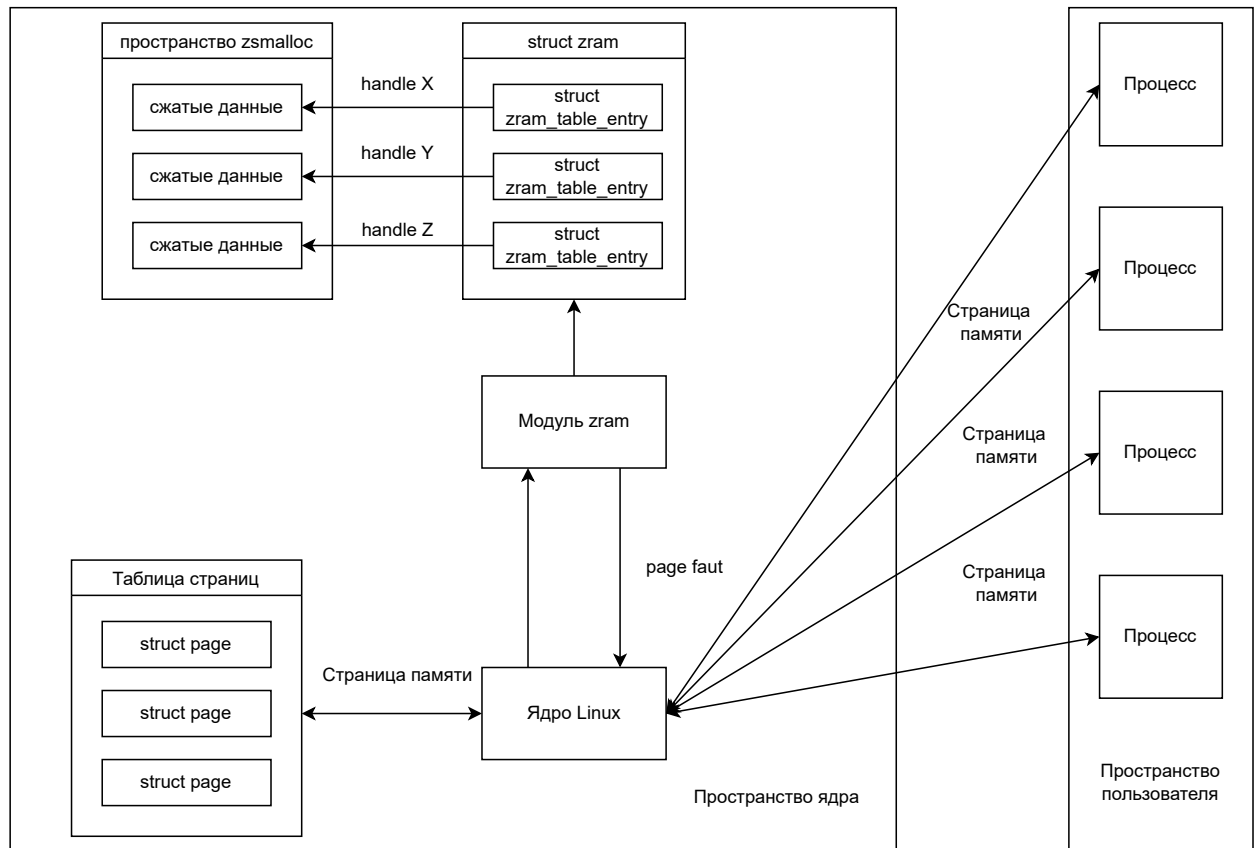 пространство zsmalloc
struct zram
Процесс
handle X
сжатые данные
struct
zram_table_entry
handle Y
сжатые данные
struct
zram_table_entry
handle Z
сжатые данные
struct
zram_table_entry
Процесс
Страница
памяти
Модуль zram
Страница
памяти
Процесс
page faut
Страница
памяти
Таблица страниц
struct page
Процесс
Страница памяти
struct page
Ядро Linux
struct page
Пространство ядра
Пространство
пользователя